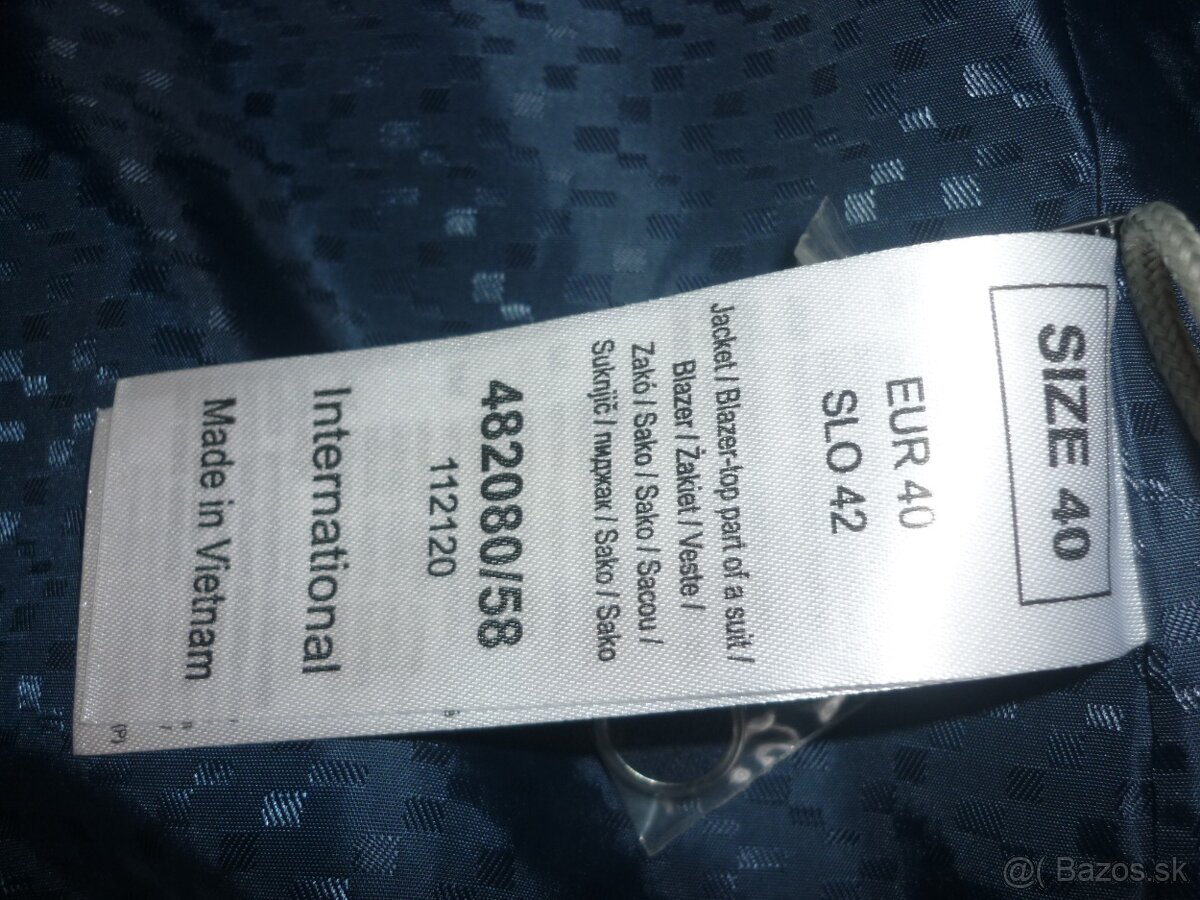 SIZE 40
EUR 40
SLO 42
Jacket / Blazer-top part of a suit /
Blazer / Żakiet / Veste /
Zakó / Sako / Sako / Sacou /
Suknjič / пиджак / Sako / Sako
482080/58
112120
International
Made in Vietnam
(P)
@( Bazos.sk